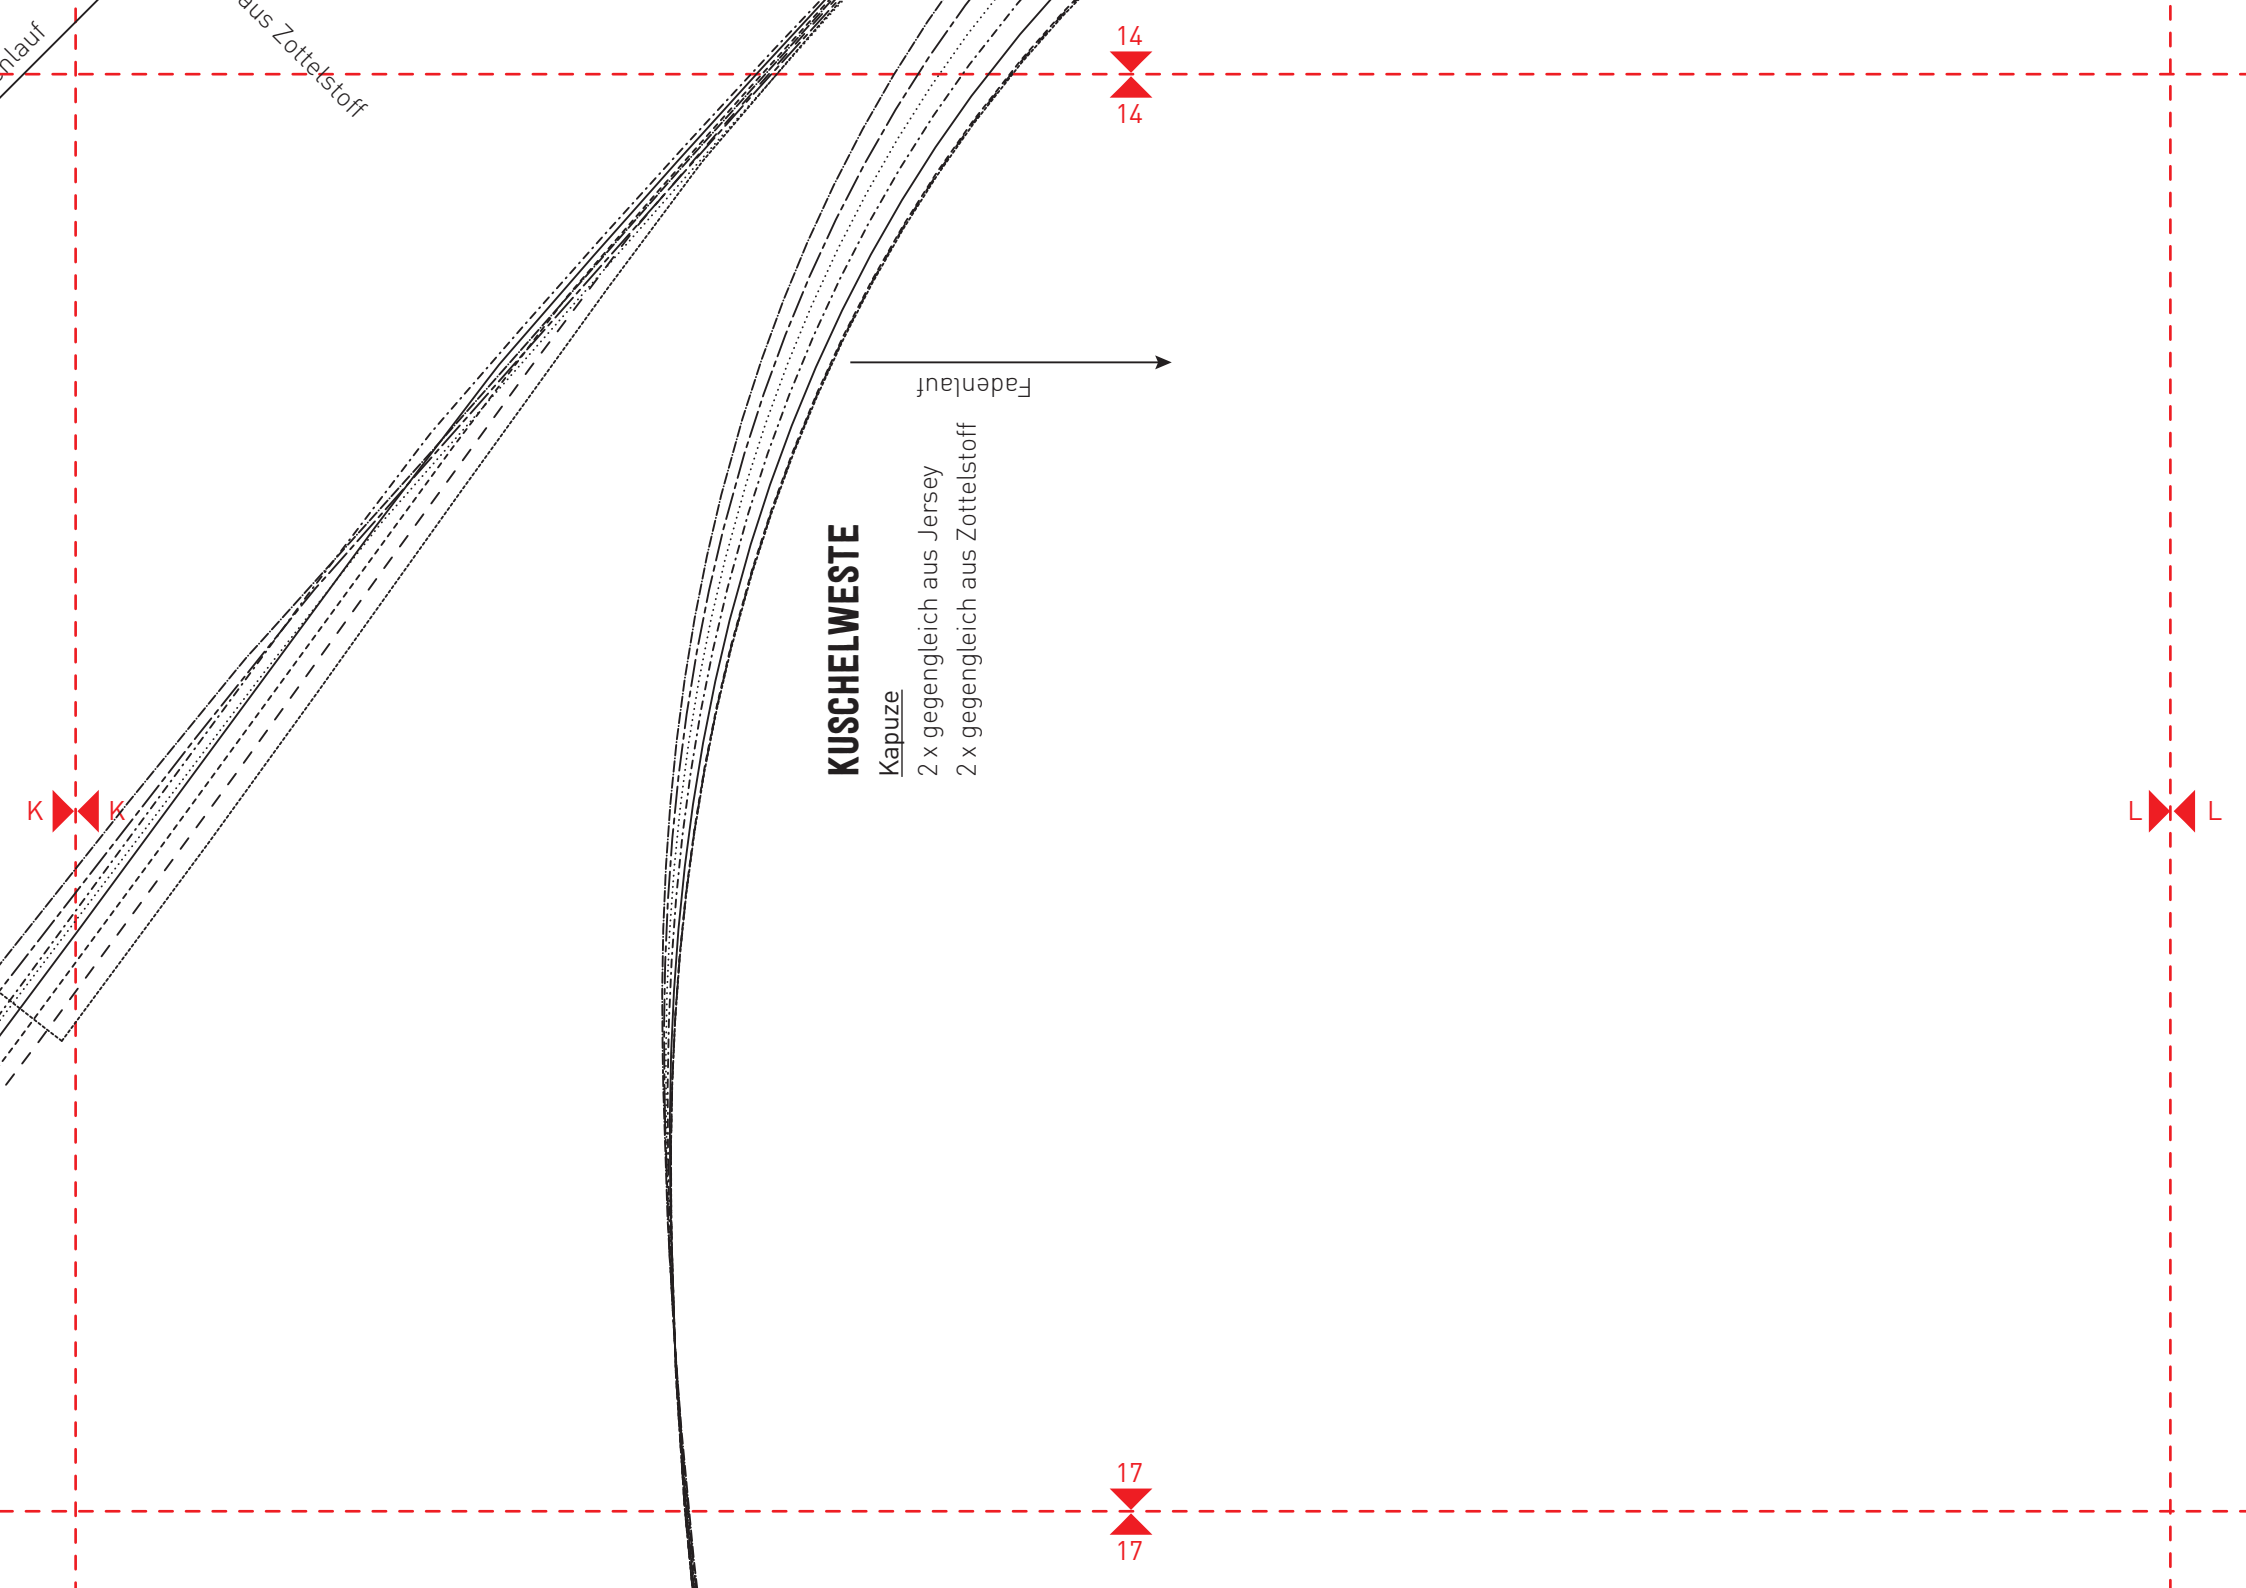 nlauf
aus Zottelstoff
14
14
Fadenlauf
KUSCHELWESTE
Kapuze
2 x gegengleich aus Jersey
2 x gegengleich aus Zottelstoff
K
K
L
L
17
17